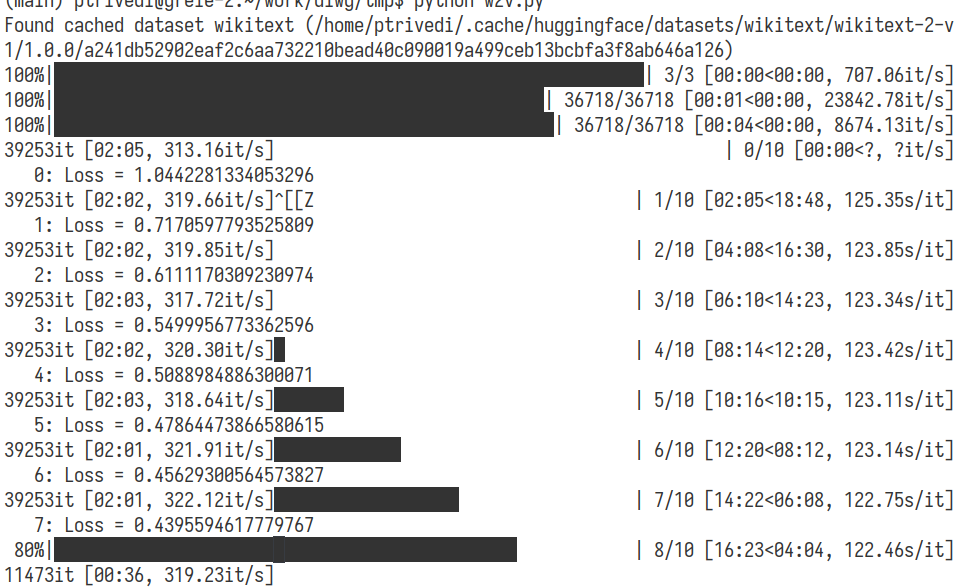 (main) ptrivedi@grele-2:~/work/diwg/tmp$ python w2v.py
Found cached dataset wikitext (/home/ptrivedi/.cache/huggingface/datasets/wikitext/wikitext-2-v
1/1.0.0/a241db52902eaf2c6aa732210bead40c090019a499ceb13bcbfa3f8ab646a126)
100%| | 3/3 [00:00<00:00, 707.06it/s]
100%| | 36718/36718 [00:01<00:00, 23842.78it/s]
100%| | 36718/36718 [00:04<00:00, 8674.13it/s]
39253it [02:05, 313.16it/s] | 0/10 [00:00<?, ?it/s]
0: Loss = 1.0442281334053296
39253it [02:02, 319.66it/s]^[[Z | 1/10 [02:05<18:48, 125.35s/it]
1: Loss = 0.7170597793525809
39253it [02:02, 319.85it/s] | 2/10 [04:08<16:30, 123.85s/it]
2: Loss = 0.6111170309230974
39253it [02:03, 317.72it/s] | 3/10 [06:10<14:23, 123.34s/it]
3: Loss = 0.5499956773362596
39253it [02:02, 320.30it/s] | 4/10 [08:14<12:20, 123.42s/it]
4: Loss = 0.5088984886300071
39253it [02:03, 318.64it/s] | 5/10 [10:16<10:15, 123.11s/it]
5: Loss = 0.47864473866580615
39253it [02:01, 321.91it/s] | 6/10 [12:20<08:12, 123.14s/it]
6: Loss = 0.45629300564573827
39253it [02:01, 322.12it/s] | 7/10 [14:22<06:08, 122.75s/it]
7: Loss = 0.4395594617779767
80%| | 8/10 [16:23<04:04, 122.46s/it]
11473it [00:36, 319.23it/s]